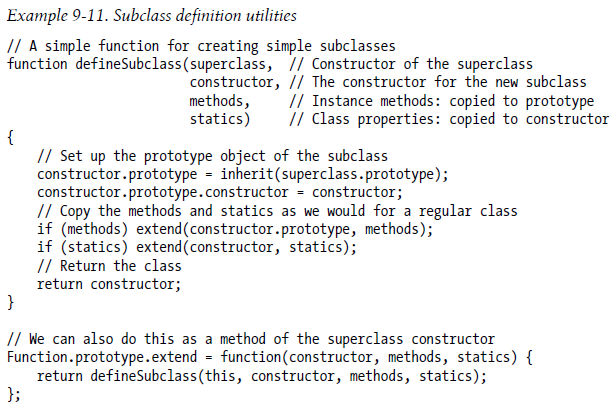 Example 9-11. Subclass definition utilities
// A simple function for creating simple subclasses
function defineSubclass(superclass,  // Constructor of the superclass
                        constructor, // The constructor for the new subclass
                        methods,     // Instance methods: copied to prototype
                        statics)     // Class properties: copied to constructor
{
    // Set up the prototype object of the subclass
    constructor.prototype = inherit(superclass.prototype);
    constructor.prototype.constructor = constructor;
    // Copy the methods and statics as we would for a regular class
    if (methods) extend(constructor.prototype, methods);
    if (statics) extend(constructor, statics);
    // Return the class
    return constructor;
}
// We can also do this as a method of the superclass constructor
Function.prototype.extend = function(constructor, methods, statics) {
    return defineSubclass(this, constructor, methods, statics);
};